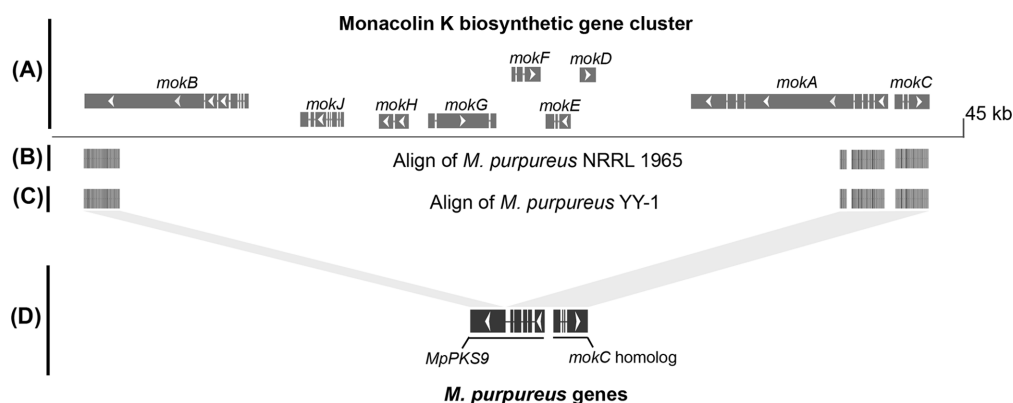 Monacolin K biosynthetic gene cluster
(A)
mokF mokD
mokB mokA mokC
mokJ mokH mokG mokE
45 kb
(B) Align of M. purpureus NRRL 1965
(C) Align of M. purpureus YY-1
(D)
MpPKS9 mokC homolog
M. purpureus genes